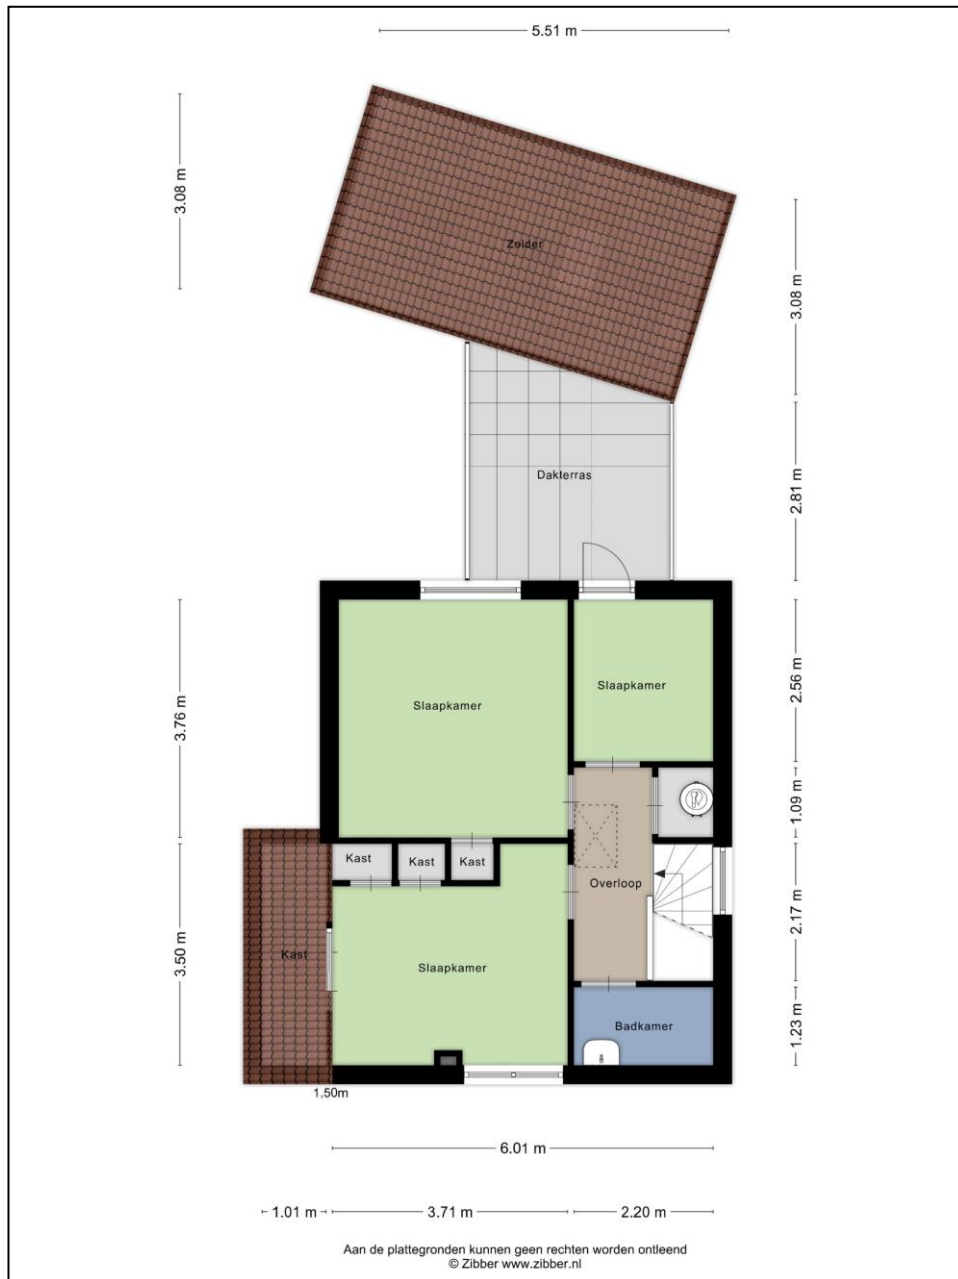 5.51 m
3.08 m
Zolder
3.08 m
Dakterras
2.81 m
Slaapkamer
Slaapkamer
2.56 m
3.76 m
1.09 m
Kast
Kast
Kast
Overloop
2.17 m
Kast
Slaapkamer
3.50 m
Badkamer
1.23 m
1,50m
6.01 m
1.01 m
3.71 m
2.20 m
Aan de plattegronden kunnen geen rechten worden ontleend
© Zibber www.zibber.nl